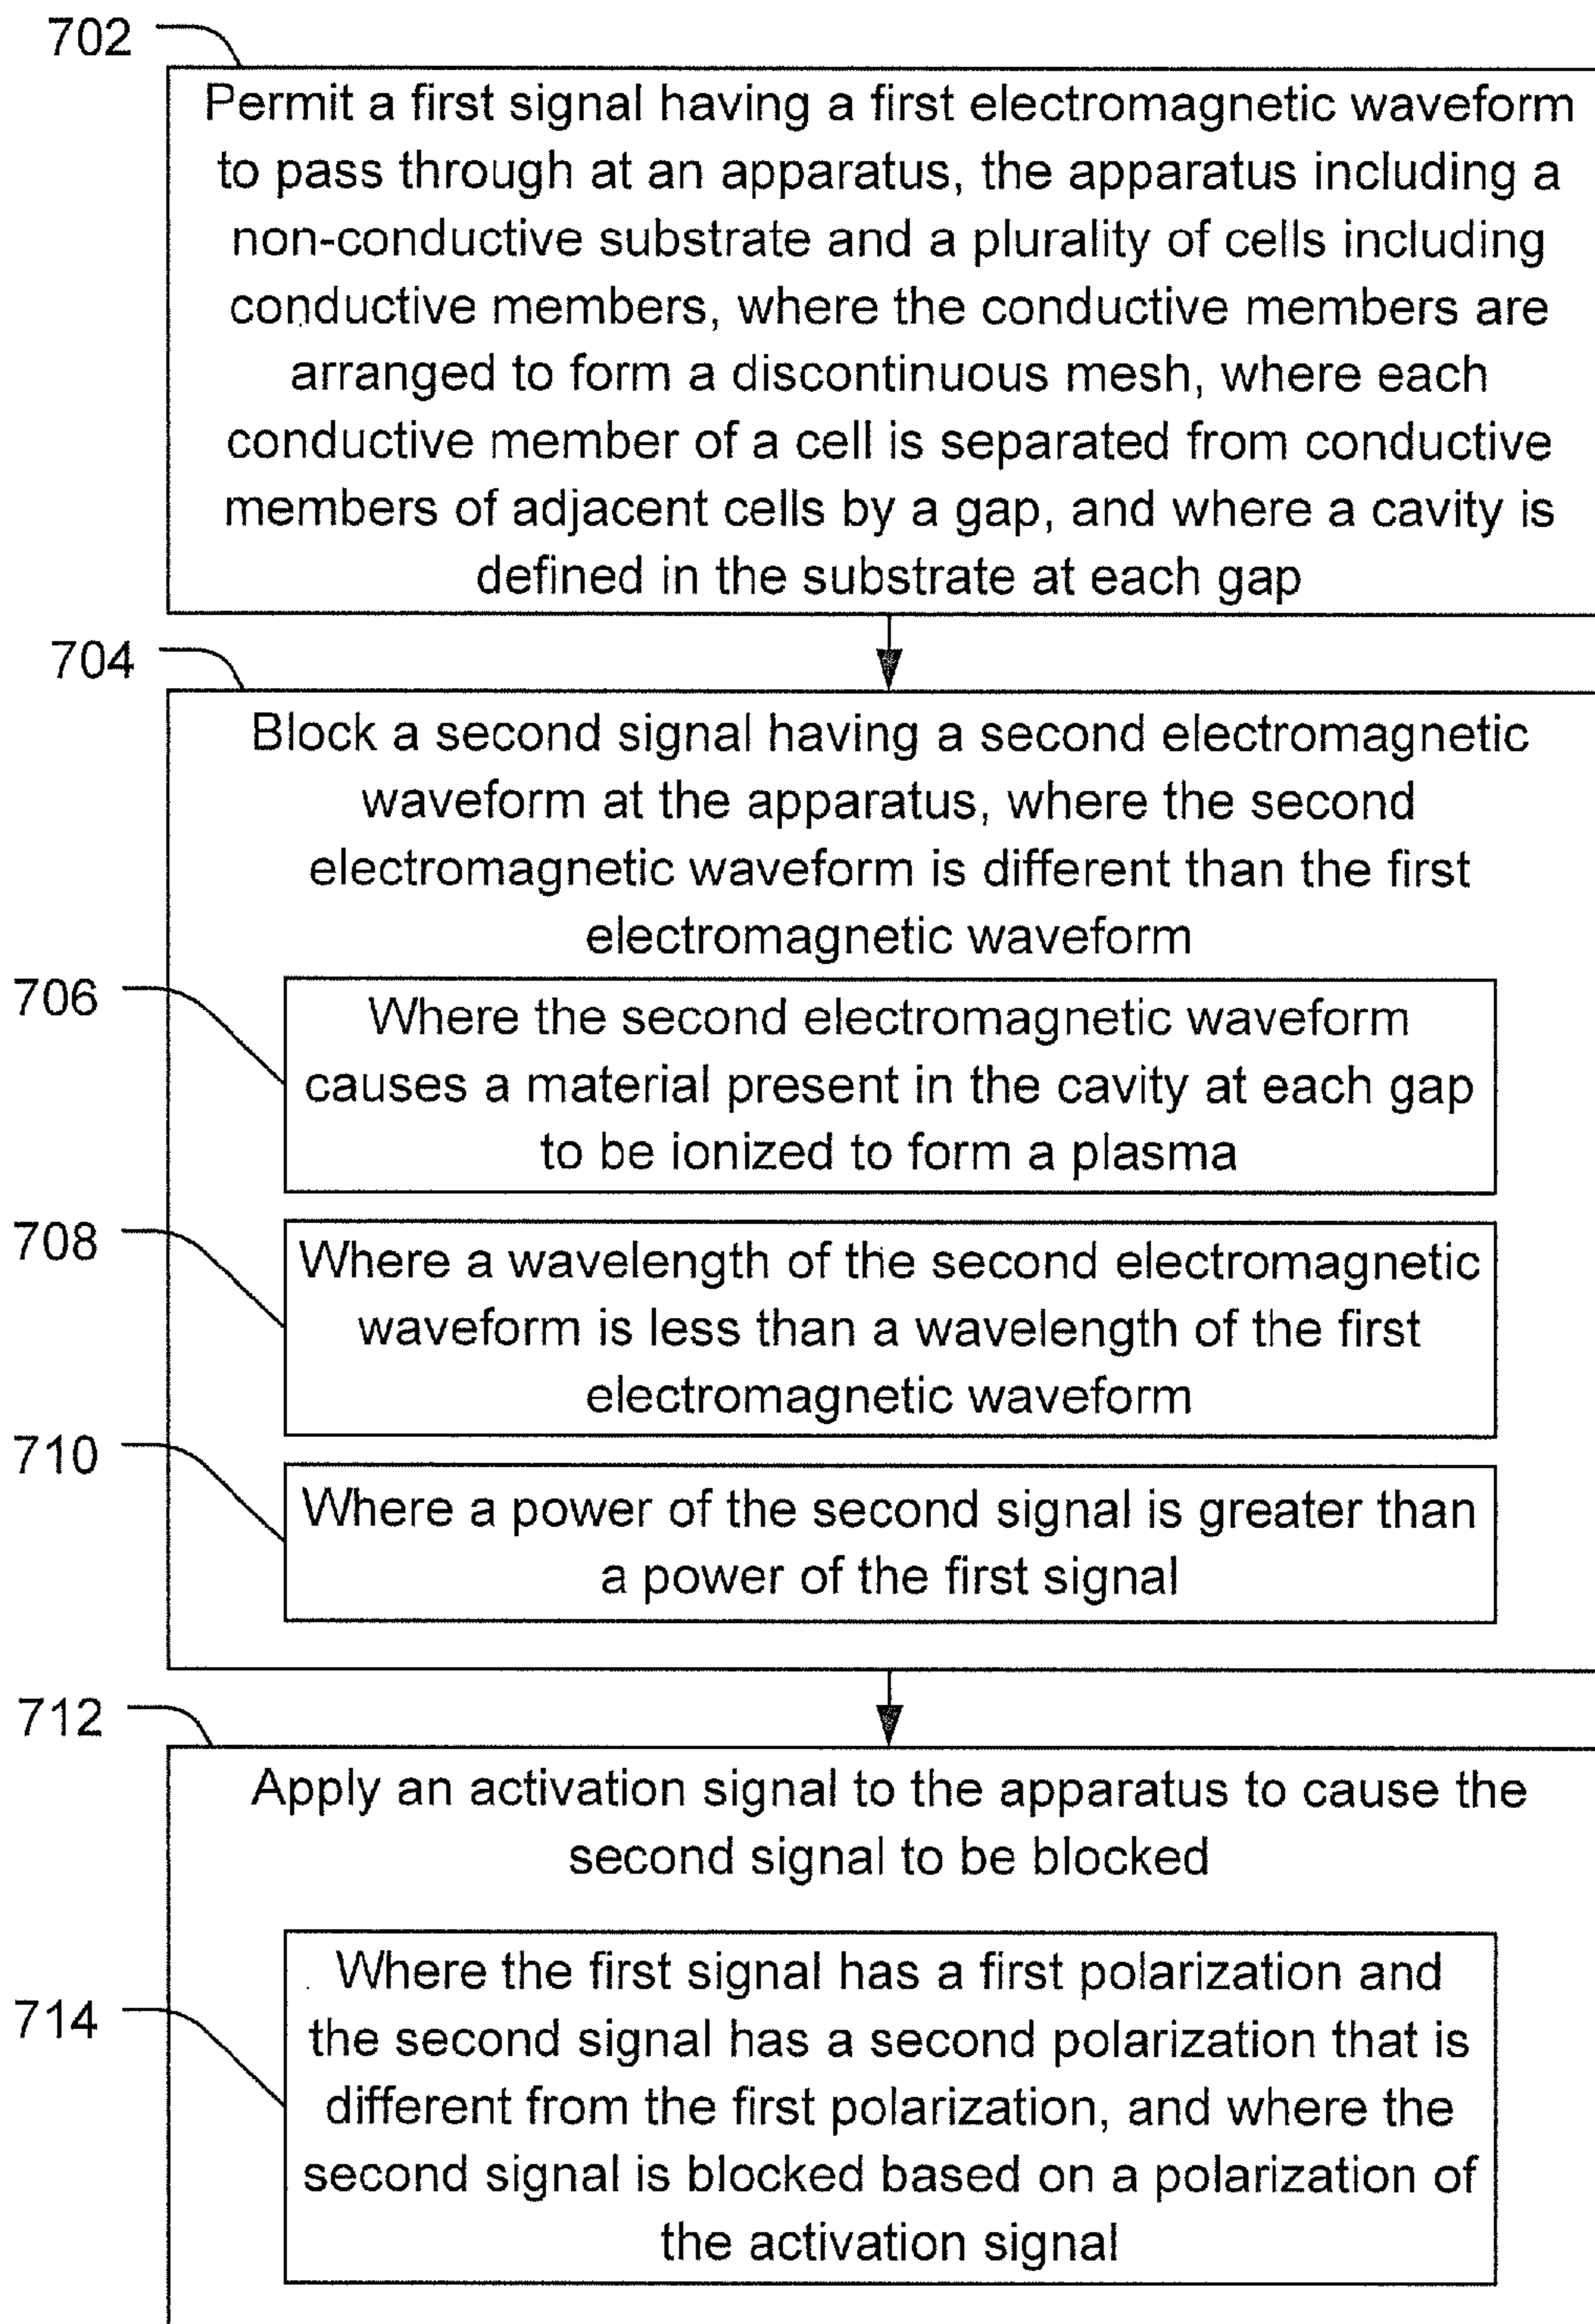 702
Permit a first signal having a first electromagnetic waveform
to pass through at an apparatus, the apparatus including a
non-conductive substrate and a plurality of cells including
conductive members, where the conductive members are
arranged to form a discontinuous mesh, where each
conductive member of a cell is separated from conductive
members of adjacent cells by a gap, and where a cavity is
defined in the substrate at each gap
704
Block a second signal having a second electromagnetic
waveform at the apparatus, where the second
electromagnetic waveform is different than the first
electromagnetic waveform
706
Where the second electromagnetic waveform
causes a material present in the cavity at each gap
to be ionized to form a plasma
708
Where a wavelength of the second electromagnetic
waveform is less than a wavelength of the first
electromagnetic waveform
710
Where a power of the second signal is greater than
a power of the first signal
712
Apply an activation signal to the apparatus to cause the
second signal to be blocked
714
Where the first signal has a first polarization and
the second signal has a second polarization that is
different from the first polarization, and where the
second signal is blocked based on a polarization of
the activation signal